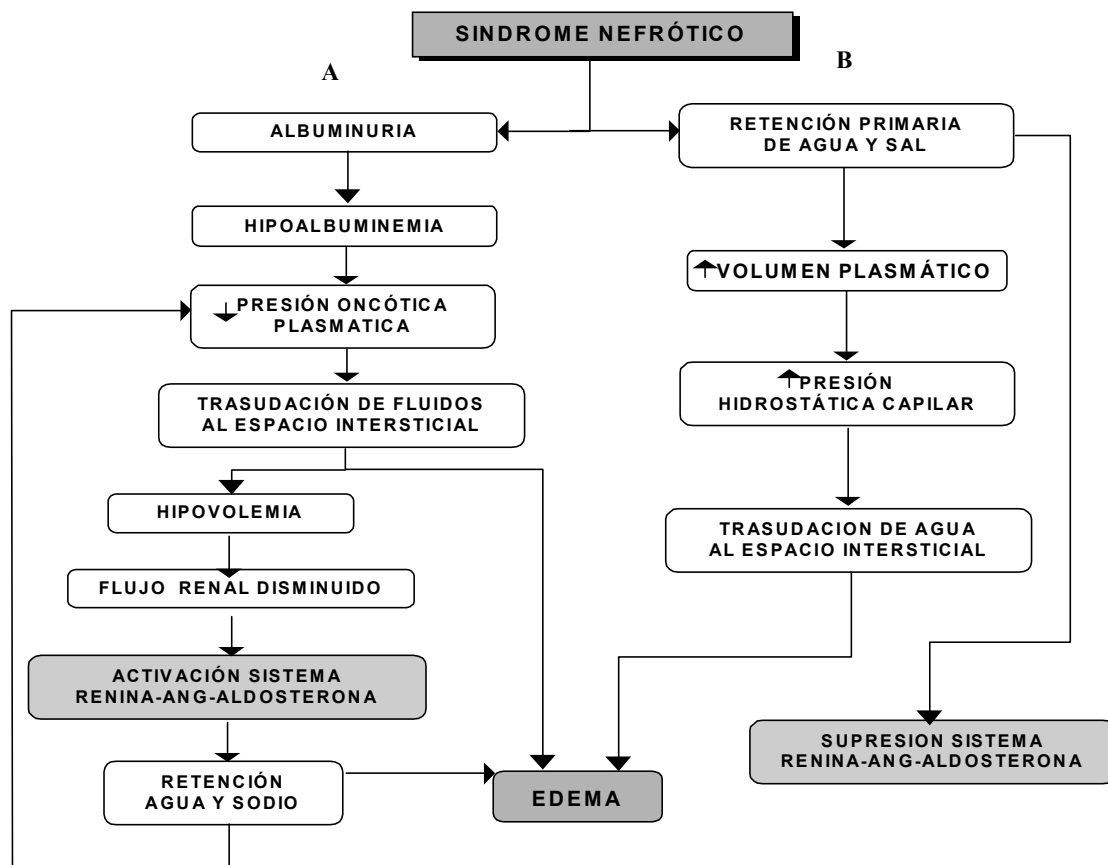 SINDROME NEFRÓTICO
A
B
ALBUMINURIA
HIPOALBUMINEMIA
PRESIÓN ONCÓTICA
PLASMATICA
TRASUDACIÓN DE FLUIDOS
AL ESPACIO INTERSTICIAL
HIPOVOLEMIA
FLUJO RENAL DISMINUIDO
ACTIVACIÓN SISTEMA
RENINA-ANG-ALDOSTERONA
RETENCIÓN
AGUA Y SODIO
EDEMA
RETENCIÓN PRIMARIA
DE AGUA Y SAL
VOLUMEN PLASMÁTICO
PRESIÓN
HIDROSTÁTICA CAPILAR
TRASUDACION DE AGUA
AL ESPACIO INTERSTICIAL
SUPRESION SISTEMA
RENINA-ANG-ALDOSTERONA